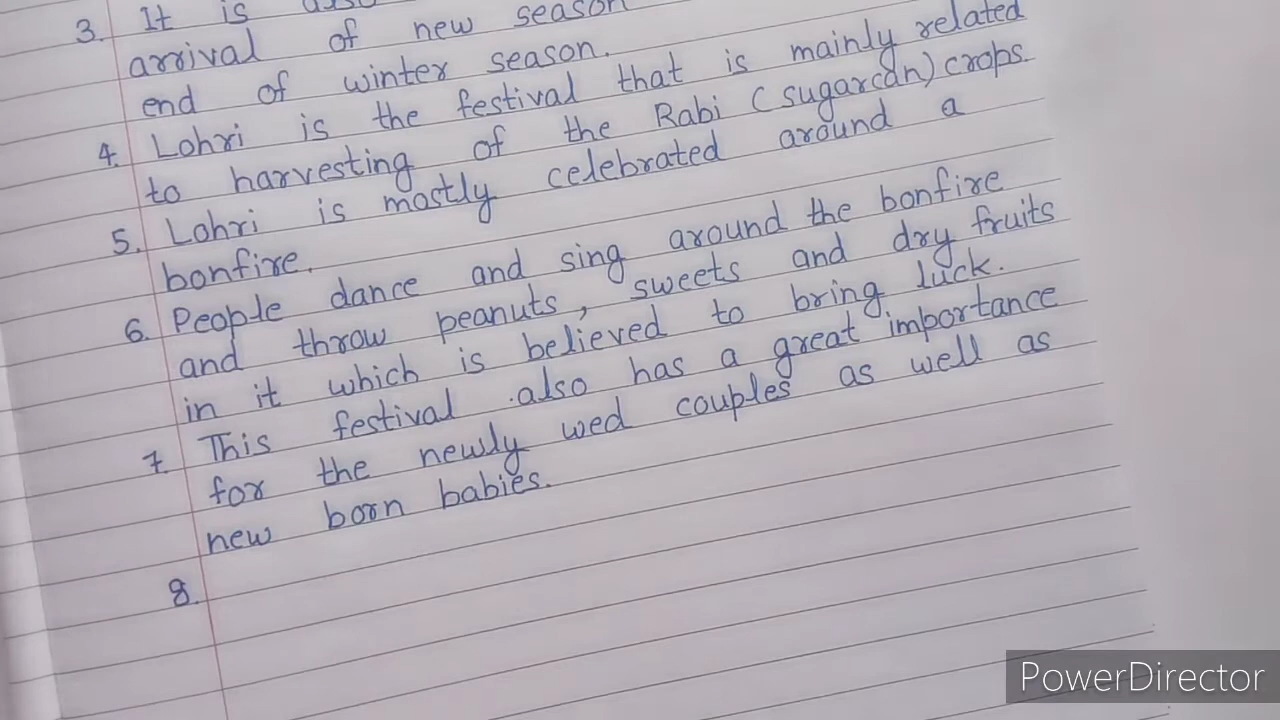 3. It is also
arrival of new season
end of winter season.
4. Lohri is the festival that is mainly related
to harvesting of the Rabi (sugarcan) crops.
5. Lohri is mostly celebrated around a
bonfire.
6. People dance and sing around the bonfire
and throw peanuts, sweets and dry fruits
in it which is believed to bring luck.
7. This festival also has a great importance
for the newly wed couples as well as
new born babies.
8.
PowerDirector